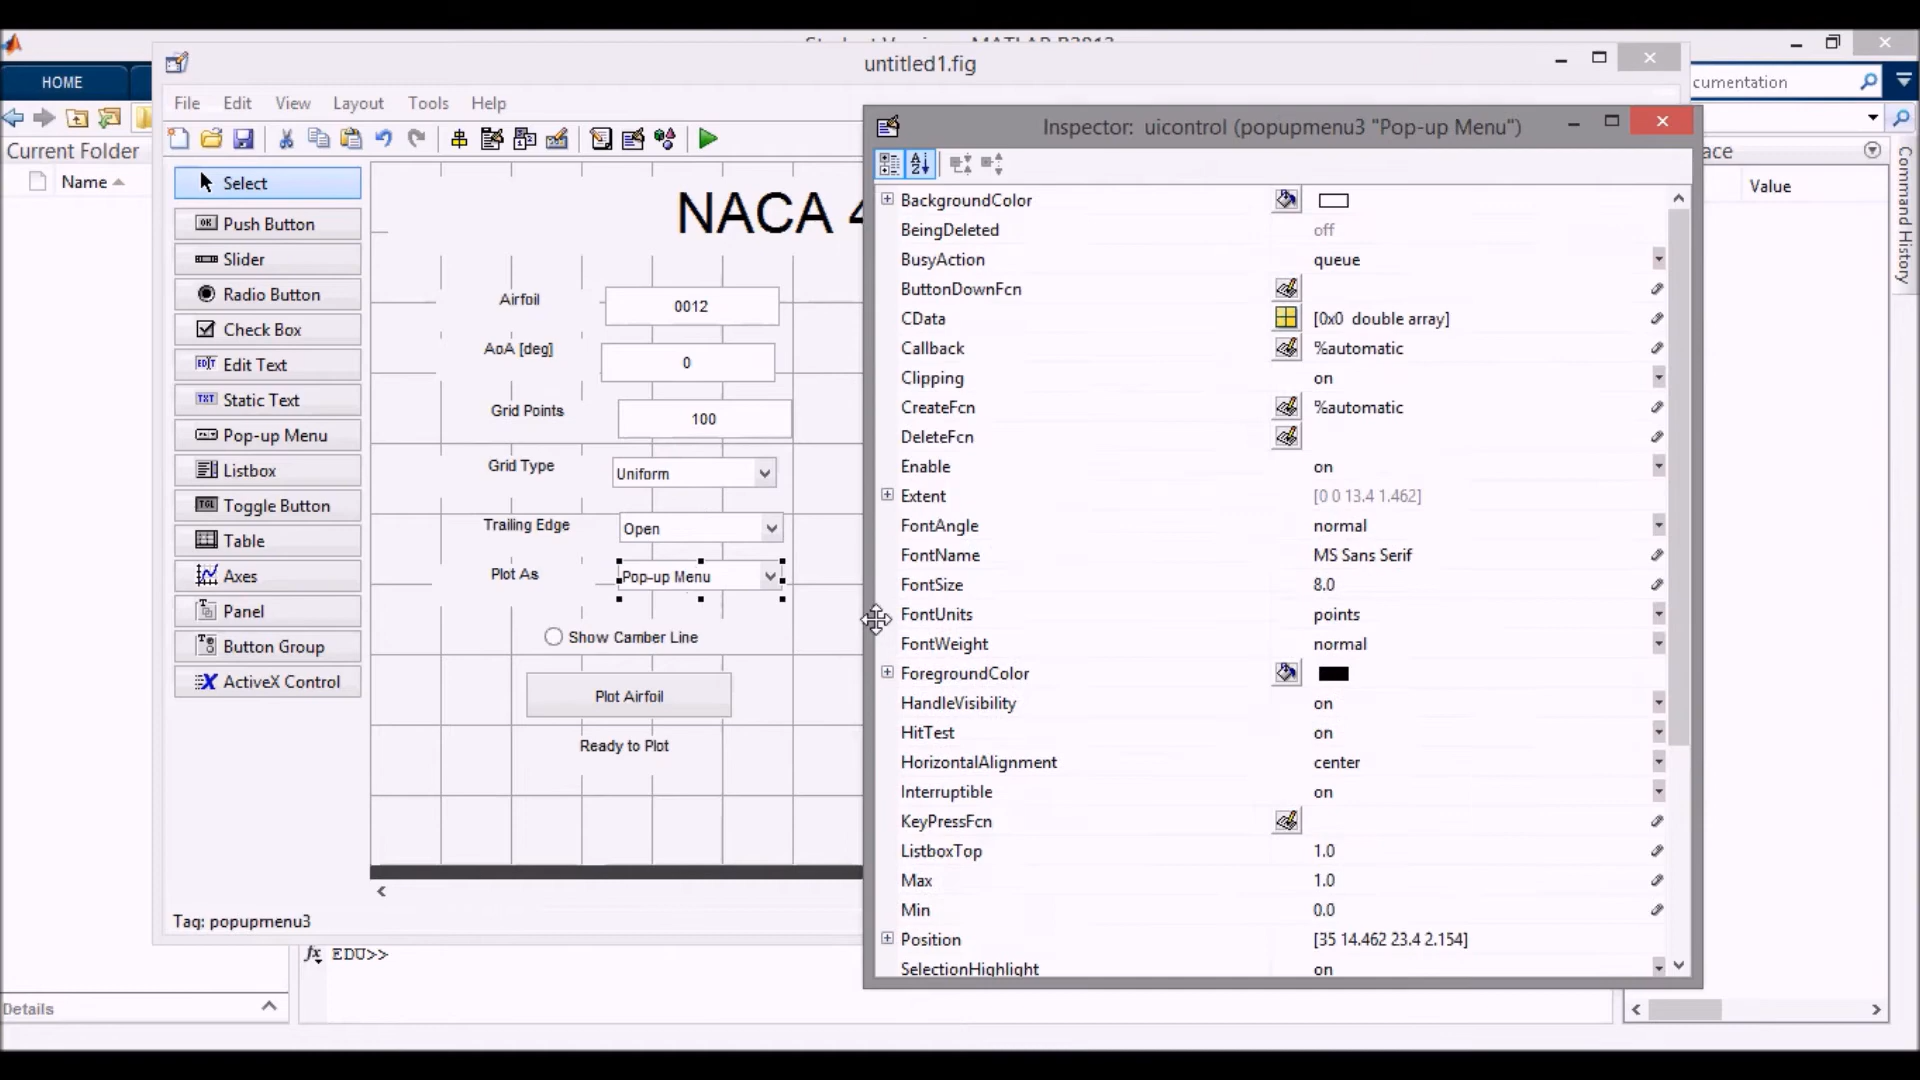 HOME
cumentation
Current Folder
Name
Details
untitled1.fig
File Edit View Layout Tools Help
Select
Push Button
Slider
Radio Button
Check Box
Edit Text
Static Text
Pop-up Menu
Listbox
Toggle Button
Table
Axes
Panel
Button Group
ActiveX Control
NACA 4
Airfoil 0012
AoA [deg] 0
Grid Points 100
Grid Type Uniform
Trailing Edge Open
Plot As Pop-up Menu
Show Camber Line
Plot Airfoil
Ready to Plot
Tag: popupmenu3
fx EDU>>
Inspector: uicontrol (popupmenu3 "Pop-up Menu")
BackgroundColor
BeingDeleted off
BusyAction queue
ButtonDownFcn
CData [0x0 double array]
Callback %automatic
Clipping on
CreateFcn %automatic
DeleteFcn
Enable on
Extent [0 0 13.4 1.462]
FontAngle normal
FontName MS Sans Serif
FontSize 8.0
FontUnits points
FontWeight normal
ForegroundColor
HandleVisibility on
HitTest on
HorizontalAlignment center
Interruptible on
KeyPressFcn
ListboxTop 1.0
Max 1.0
Min 0.0
Position [35 14.462 23.4 2.154]
SelectionHighlight on
ace
Value
Command History